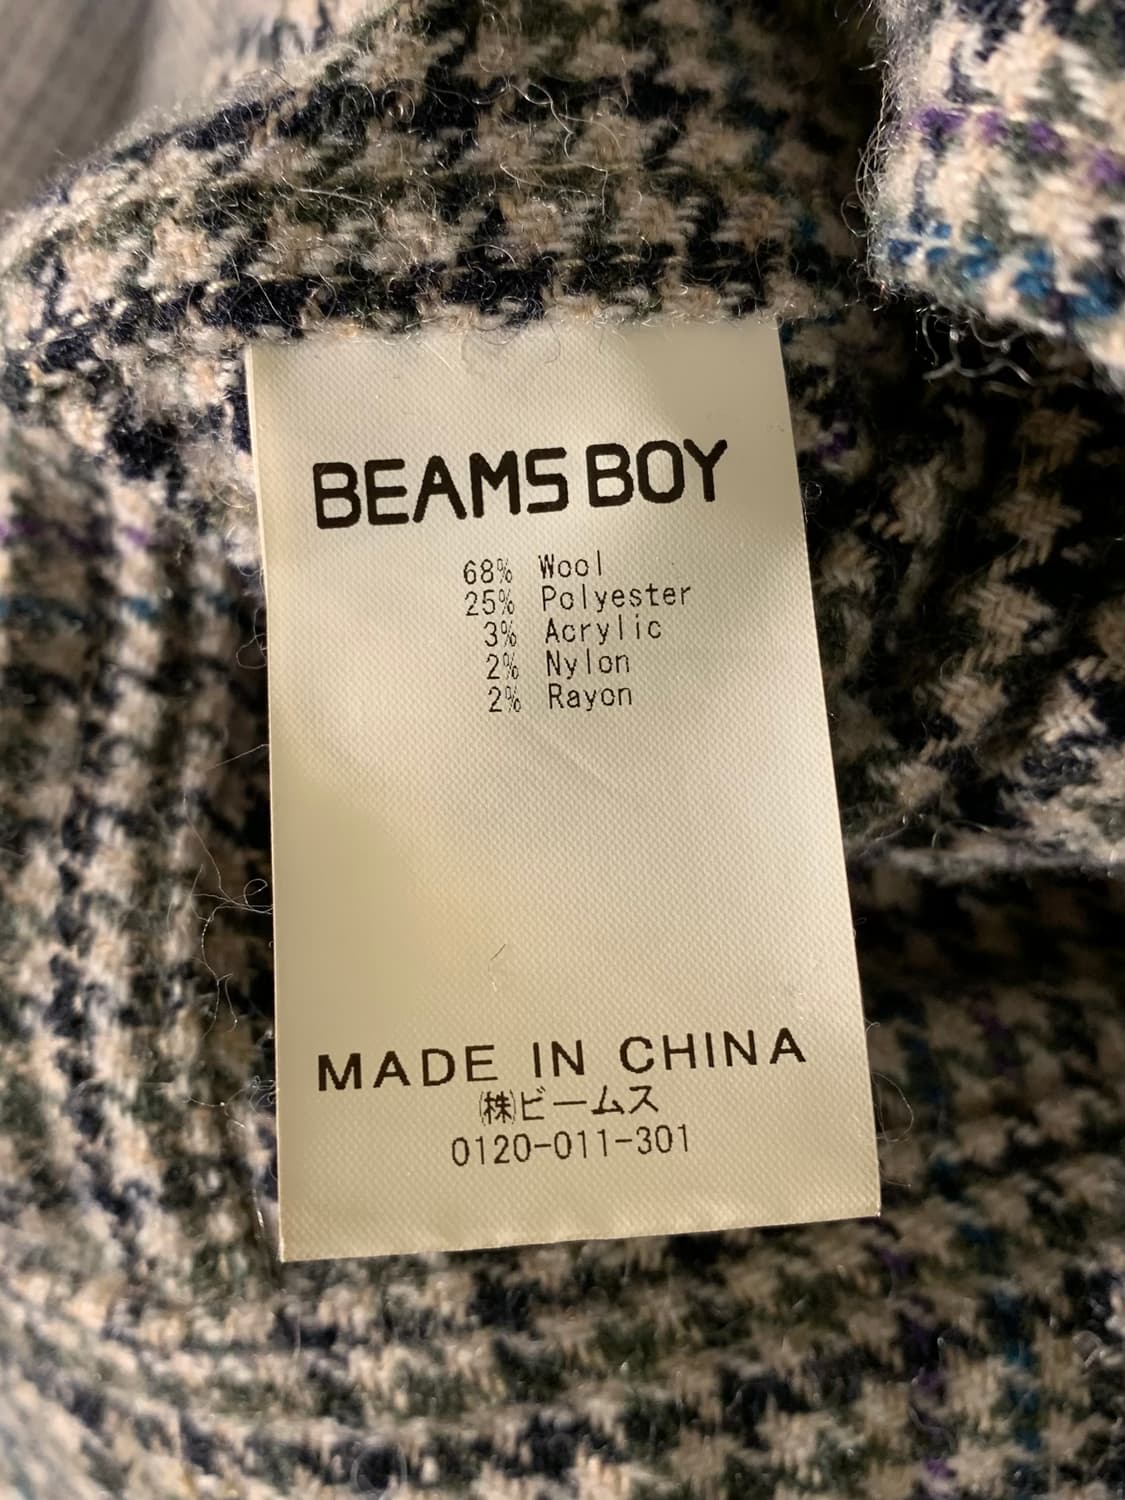 BEAMS BOY
68% Wool
25% Polyester
3% Acrylic
2% Nylon
2% Rayon
MADE IN CHINA
㈱ビームス
0120-011-301